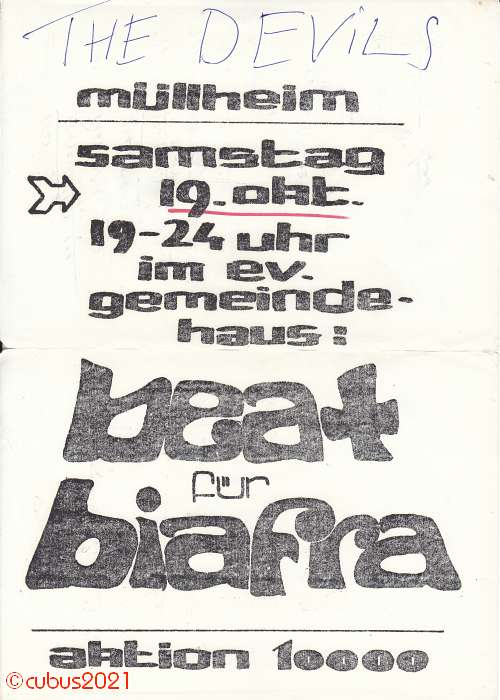 THE DEVILS
müllheim
samstag
19. okt.
19-24 uhr
im ev.
gemeinde-
haus:
beat
für
biafra
aktion 10000
©cubus2021